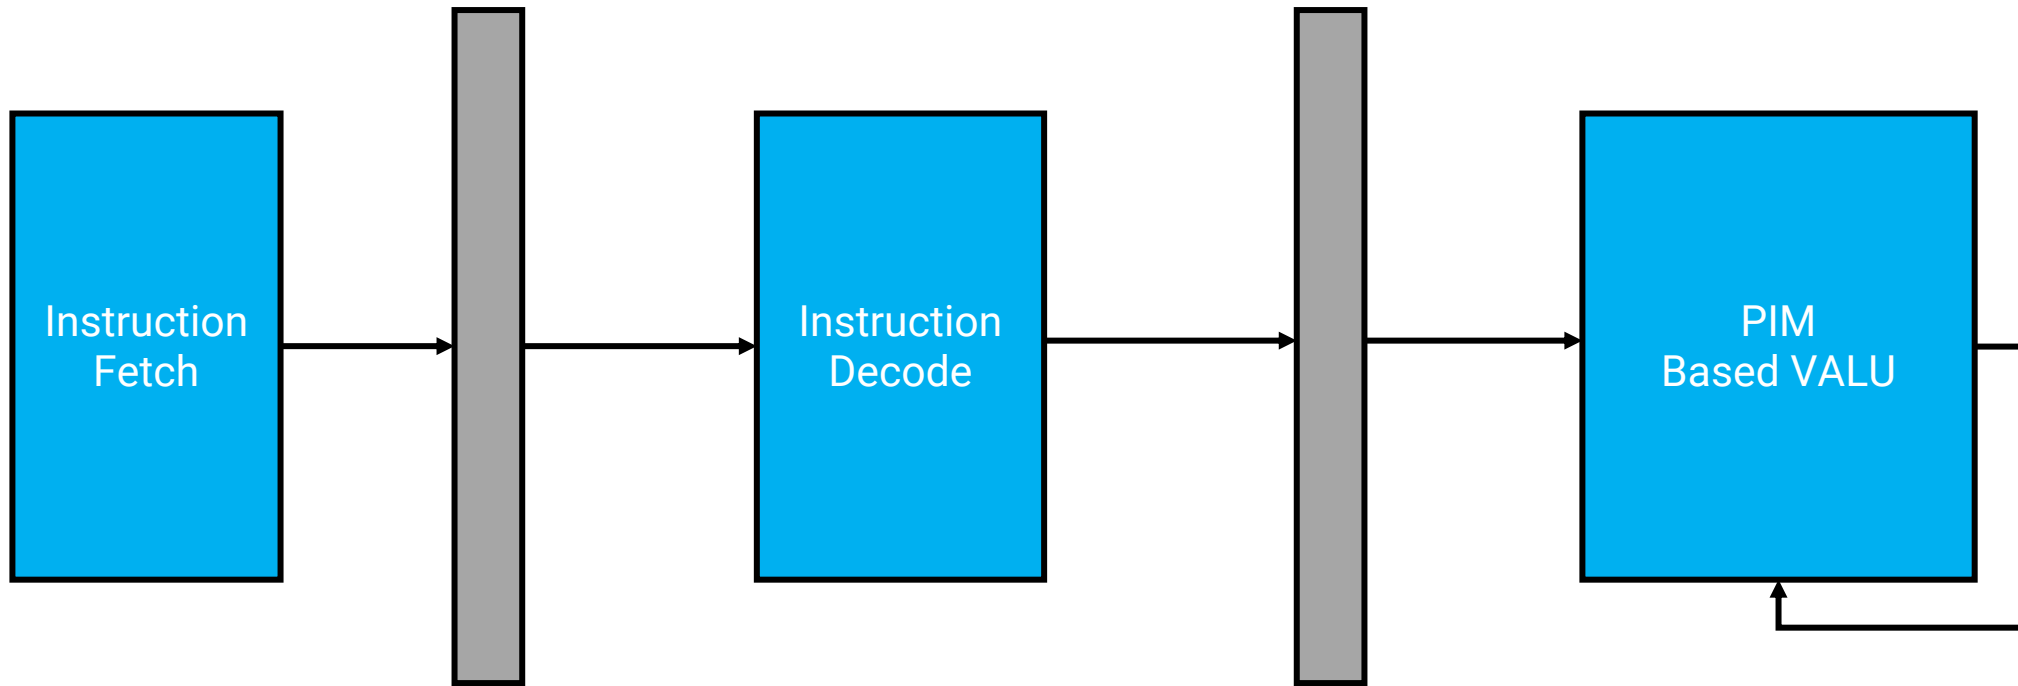 Instruction
Fetch
Instruction
Decode
PIM
Based VALU